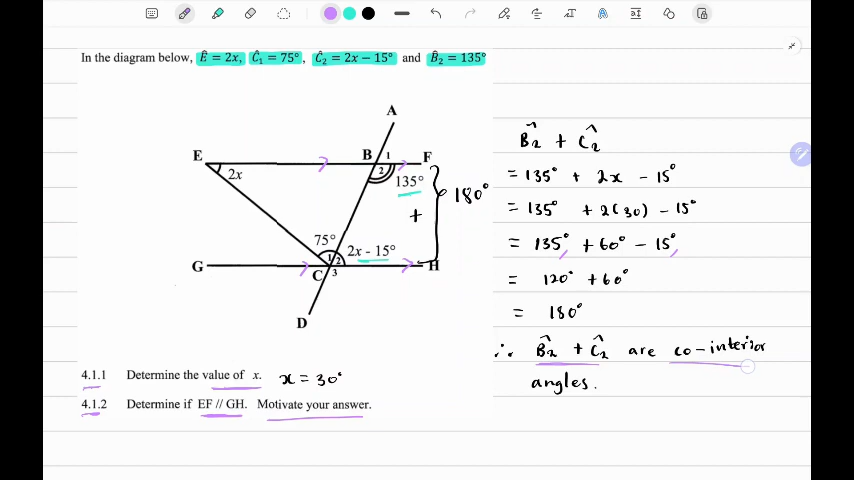 In the diagram below, Ê = 2x, Ĉ₁ = 75°, Ĉ₂ = 2x − 15° and B̂₂ = 135°
A
E
B
1
F
2
2x
135°
+
180°
75°
2x - 15°
G
1
2
H
C
3
D
B̂₂ + Ĉ₂
= 135° + 2x − 15°
= 135° + 2(30) − 15°
= 135° + 60° − 15°
= 120° + 60°
= 180°
∴ B̂₂ + Ĉ₂ are co-interior
angles.
4.1.1 Determine the value of x. x = 30°
4.1.2 Determine if EF // GH. Motivate your answer.